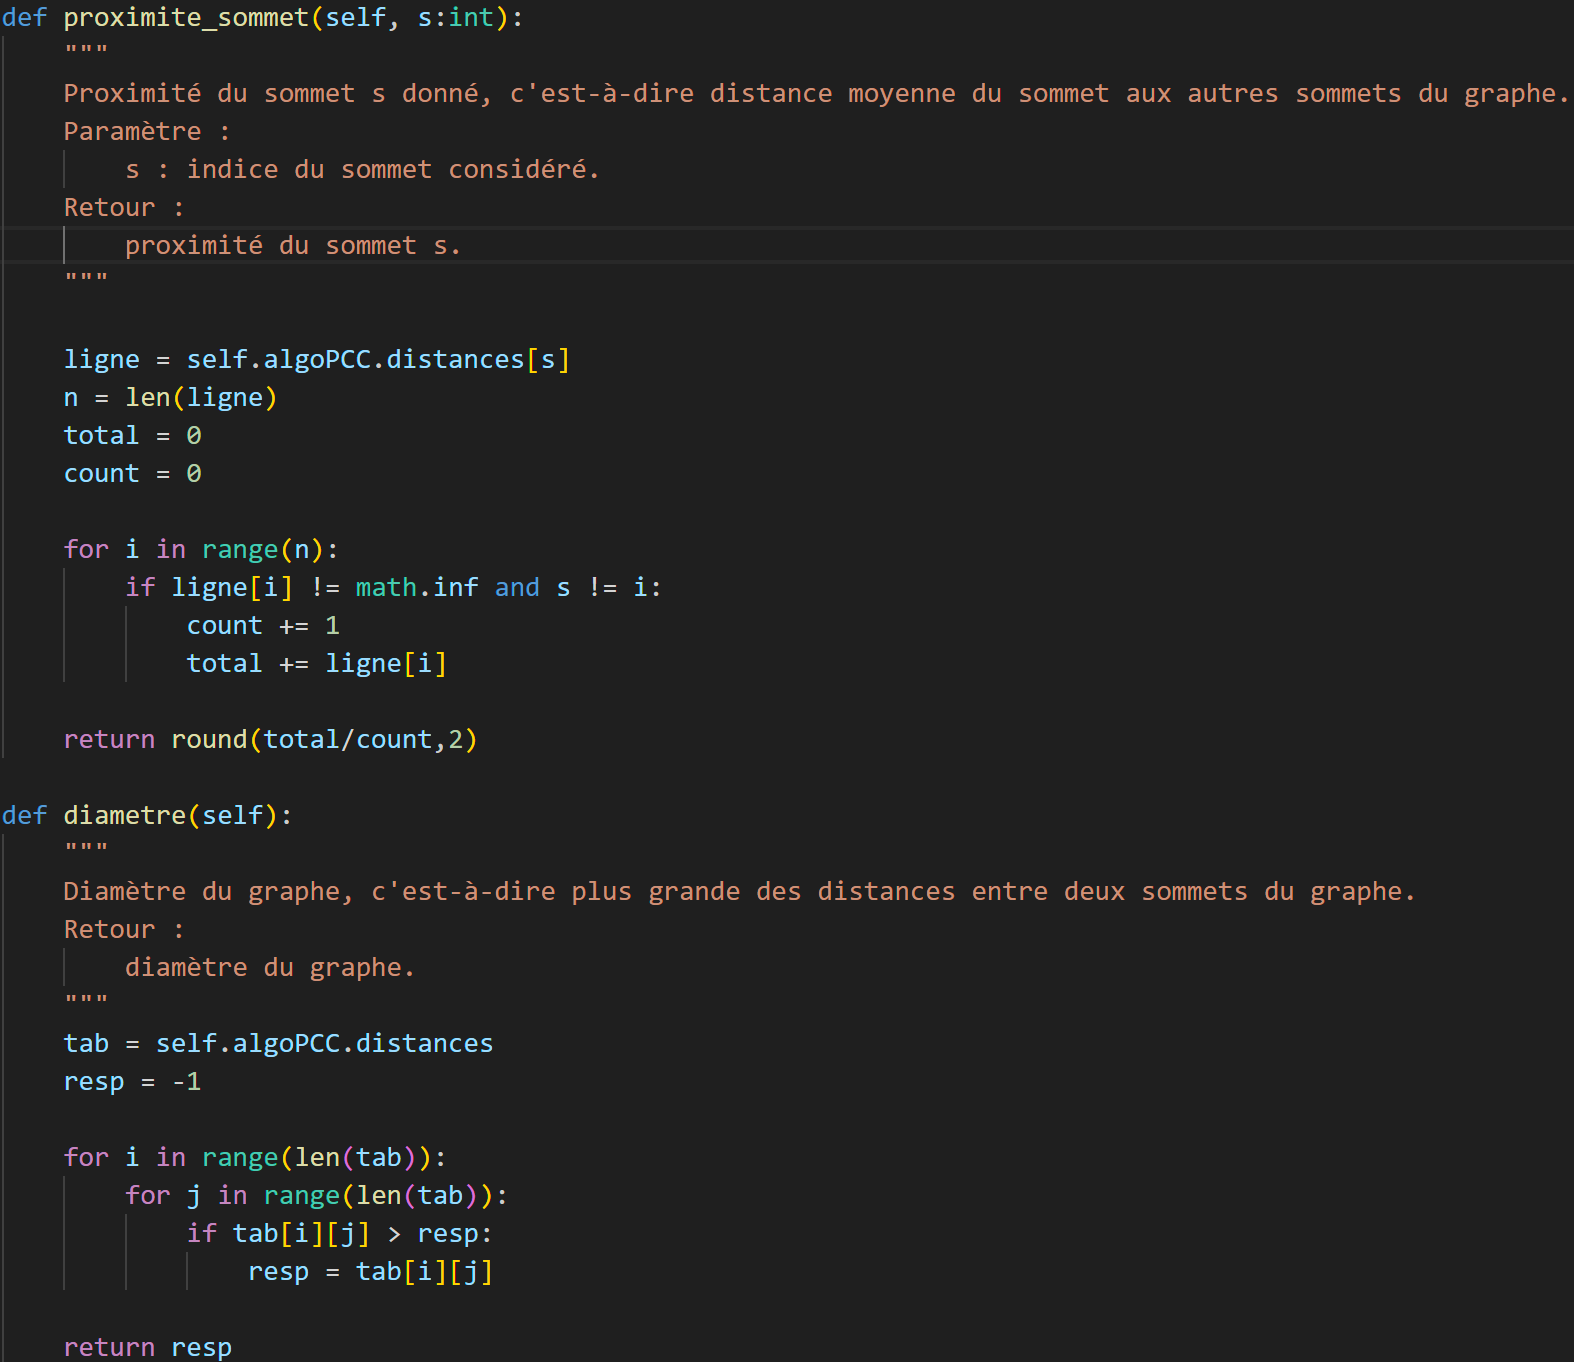 def proximite_sommet(self, s:int):
    """
    Proximité du sommet s donné, c'est-à-dire distance moyenne du sommet aux autres sommets du graphe.
    Paramètre :
        s : indice du sommet considéré.
    Retour :
        proximité du sommet s.
    """
    ligne = self.algoPCC.distances[s]
    n = len(ligne)
    total = 0
    count = 0
    for i in range(n):
        if ligne[i] != math.inf and s != i:
            count += 1
            total += ligne[i]
    return round(total/count,2)
def diametre(self):
    """
    Diamètre du graphe, c'est-à-dire plus grande des distances entre deux sommets du graphe.
    Retour :
        diamètre du graphe.
    """
    tab = self.algoPCC.distances
    resp = -1
    for i in range(len(tab)):
        for j in range(len(tab)):
            if tab[i][j] > resp:
                resp = tab[i][j]
    return resp